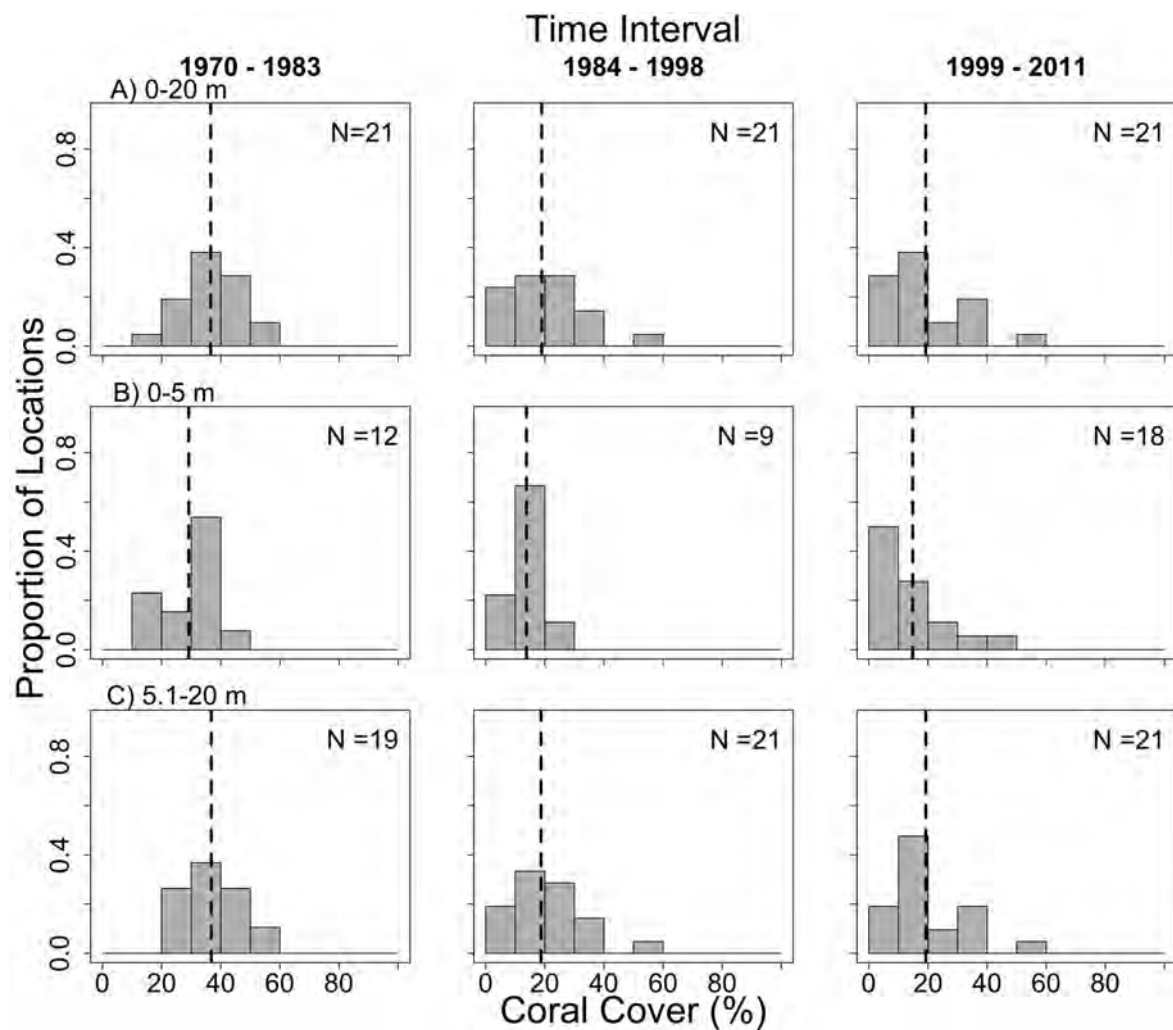 Time Interval
1970 - 1983
1984 - 1998
1999 - 2011
Proportion of Locations
A) 0-20 m
N=21
N =21
N =21
0.8
0.4
0.0
0 20 40 60 80
0 20 40 60 80
0 20 40 60 80
B) 0-5 m
N =12
N =9
N =18
0.8
0.4
0.0
C) 5.1-20 m
N =19
N =21
N =21
0.8
0.4
0.0
Coral Cover (%)